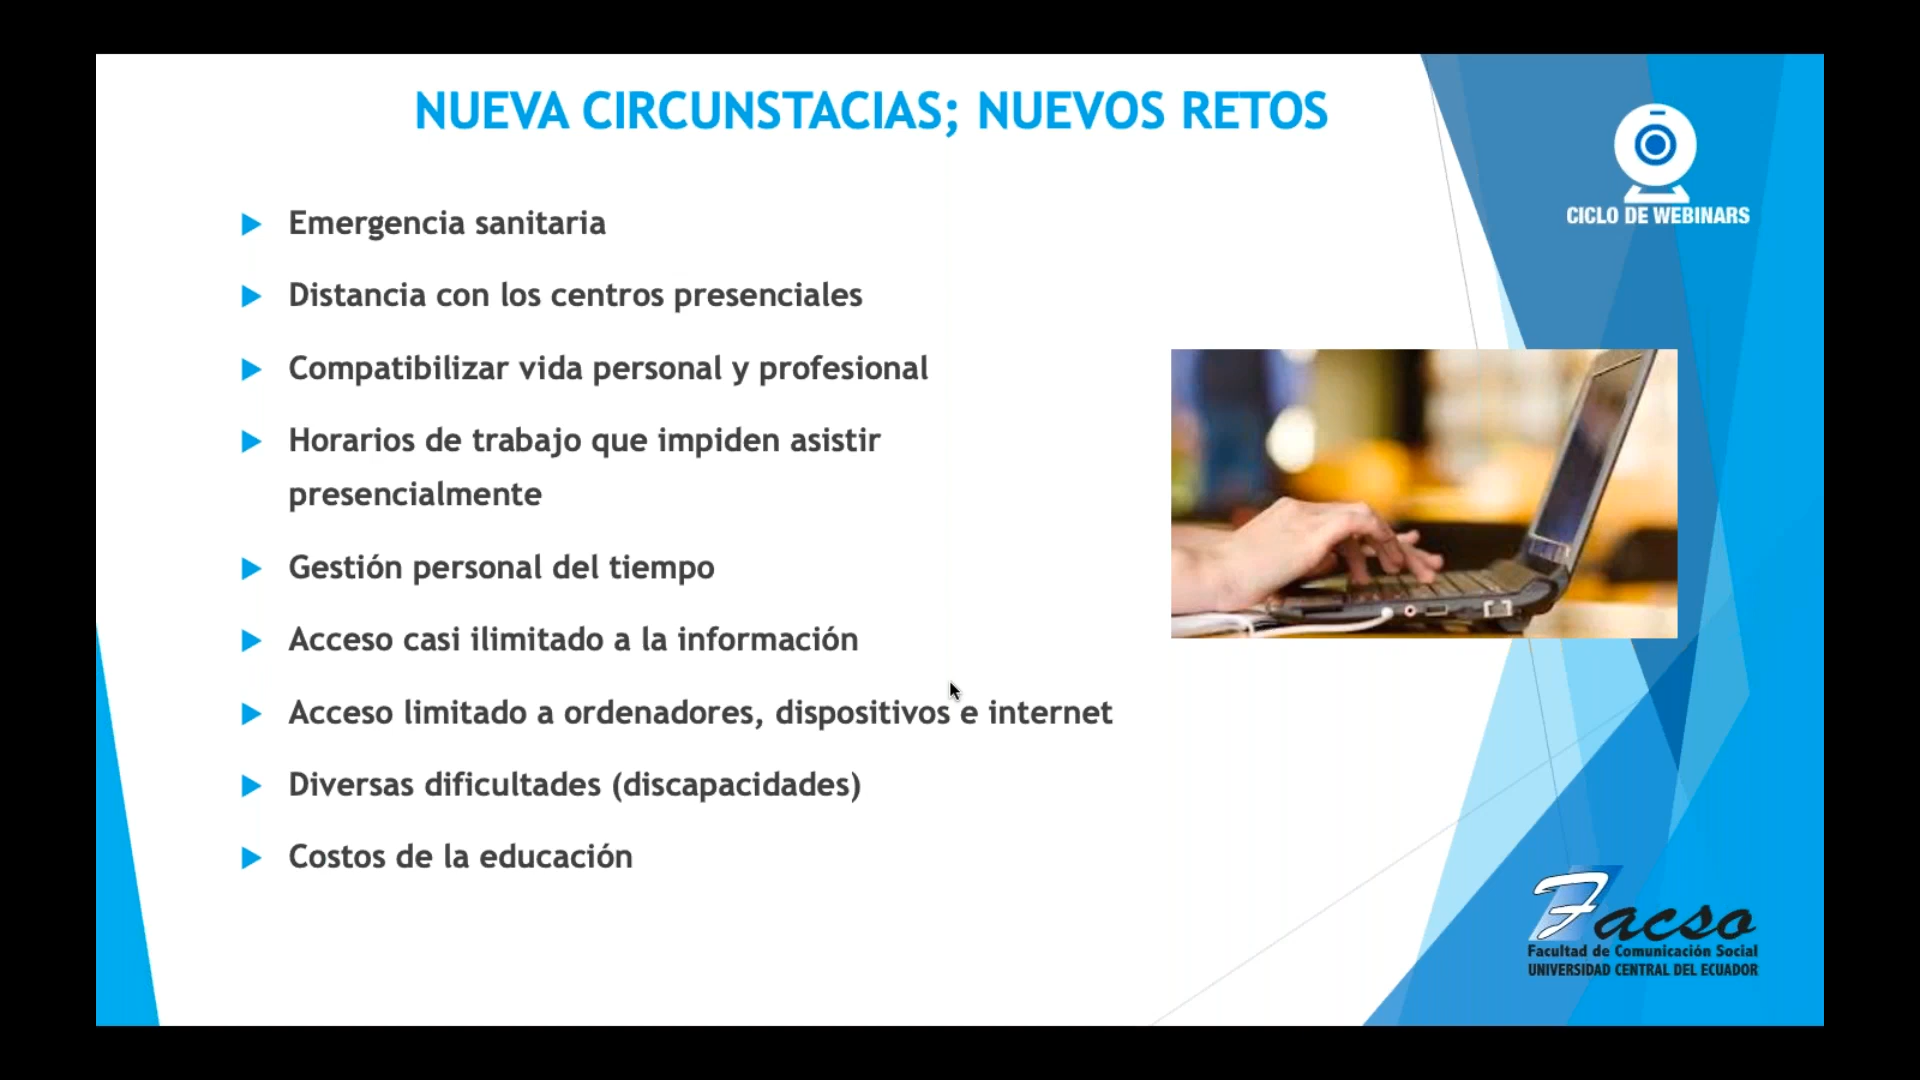 NUEVA CIRCUNSTACIAS; NUEVOS RETOS
CICLO DE WEBINARS
Emergencia sanitaria
Distancia con los centros presenciales
Compatibilizar vida personal y profesional
Horarios de trabajo que impiden asistir
presencialmente
Gestión personal del tiempo
Acceso casi ilimitado a la información
Acceso limitado a ordenadores, dispositivos e internet
Diversas dificultades (discapacidades)
Costos de la educación
Facso
Facultad de Comunicación Social
UNIVERSIDAD CENTRAL DEL ECUADOR